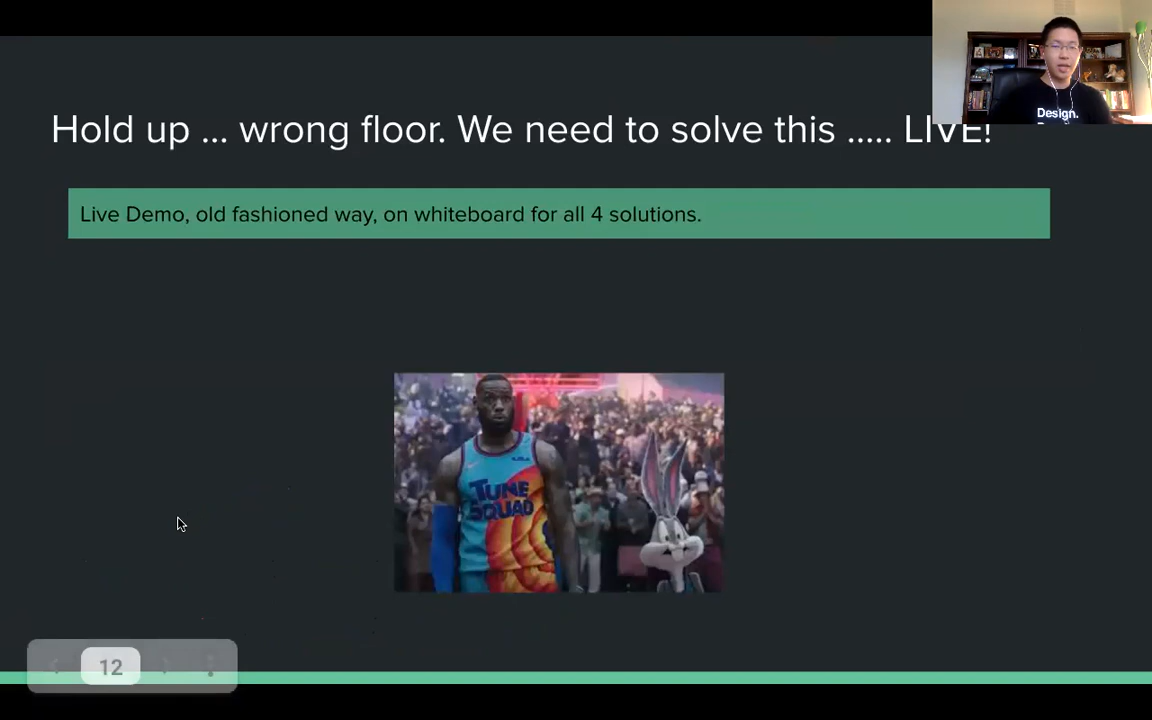 Hold up ... wrong floor. We need to solve this ..... LIVE!
Design.
Live Demo, old fashioned way, on whiteboard for all 4 solutions.
TUNE
SQUAD
12